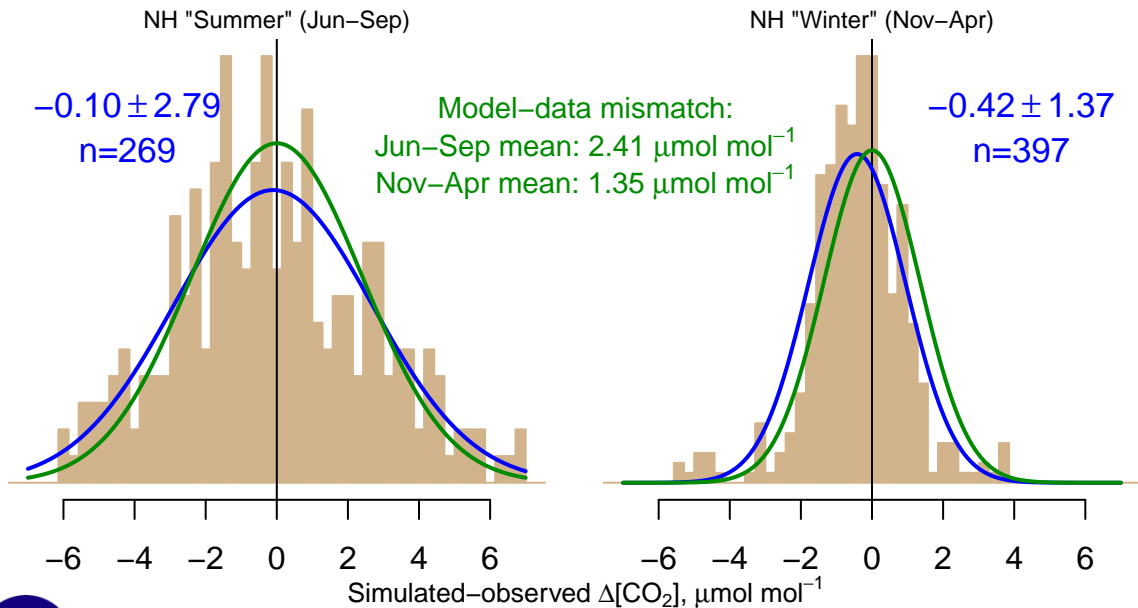 NH "Summer" (Jun−Sep)
NH "Winter" (Nov−Apr)
−0.10 ± 2.79
n=269
Model−data mismatch:
Jun−Sep mean: 2.41 μmol mol⁻¹
Nov−Apr mean: 1.35 μmol mol⁻¹
−0.42 ± 1.37
n=397
−6 −4 −2 0 2 4 6
−6 −4 −2 0 2 4 6
Simulated−observed Δ[CO₂], μmol mol⁻¹